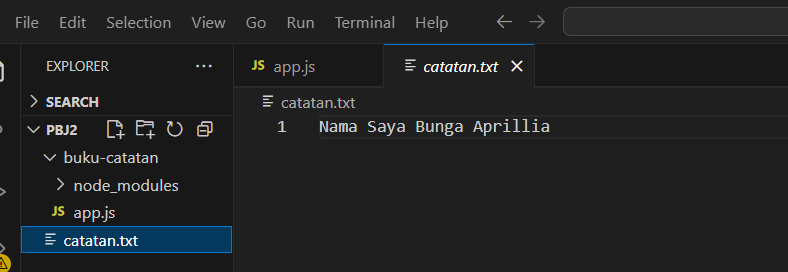 File Edit Selection View Go Run Terminal Help
EXPLORER
SEARCH
PBJ2
buku-catatan
node_modules
JS app.js
catatan.txt
JS app.js
catatan.txt
catatan.txt
1 Nama Saya Bunga Aprillia